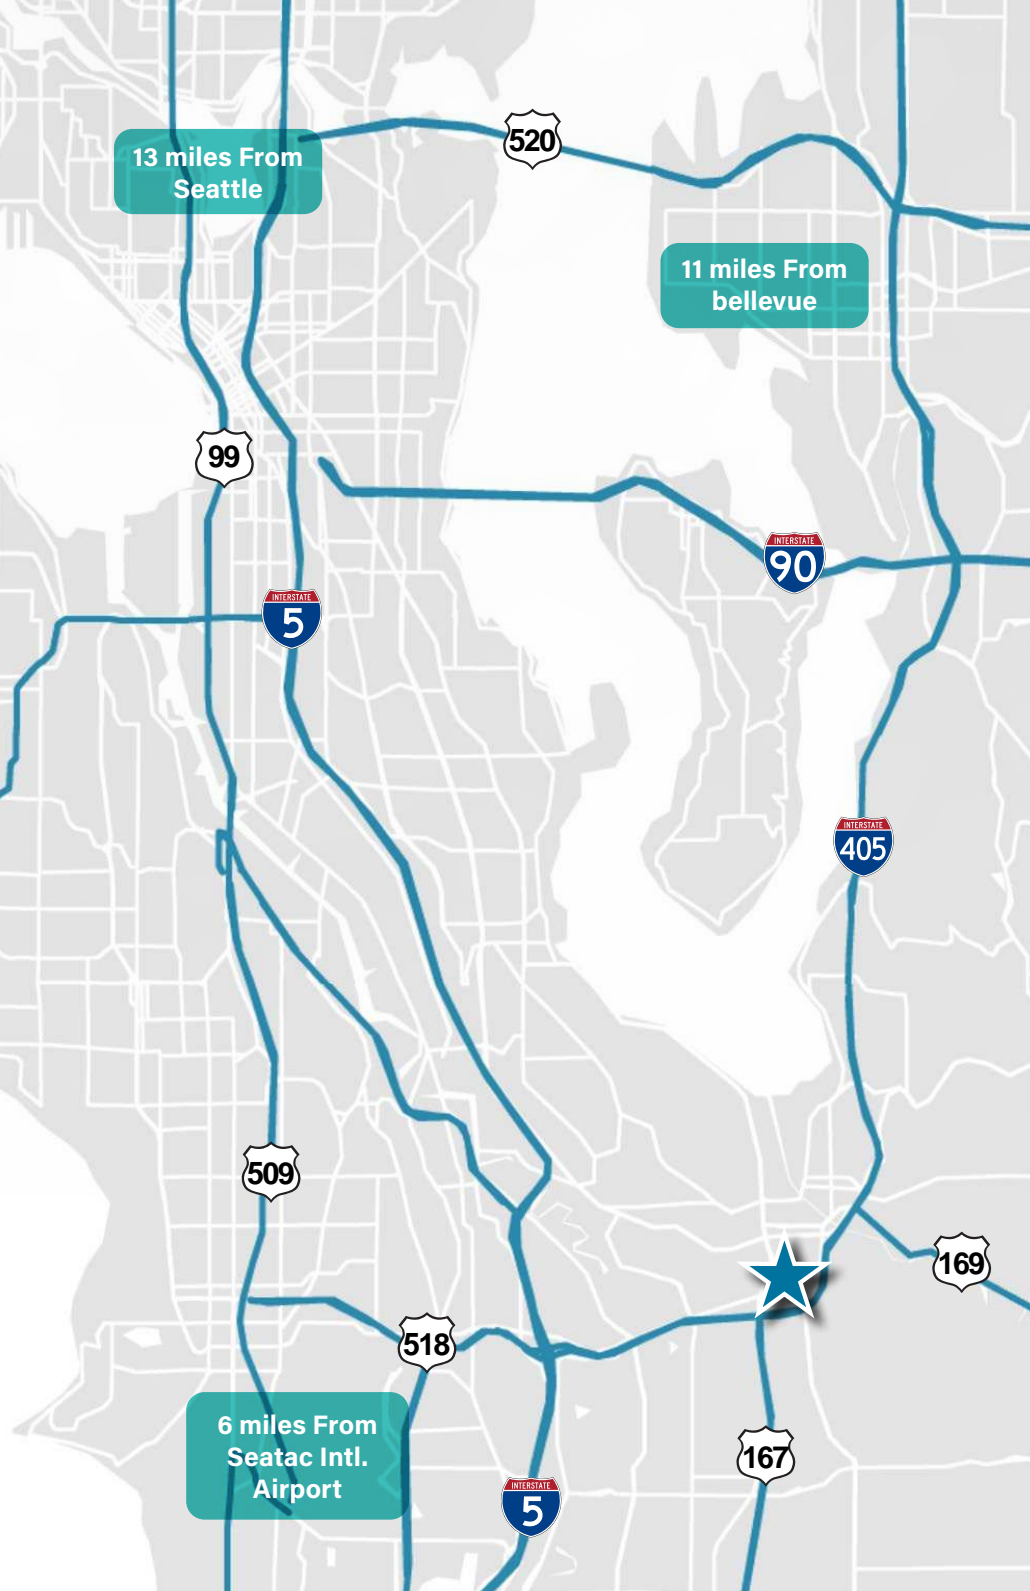 520
13 miles From
Seattle
11 miles From
bellevue
99
INTERSTATE
90
INTERSTATE
5
INTERSTATE
405
509
169
518
6 miles From
Seatac Intl.
Airport
167
INTERSTATE
5